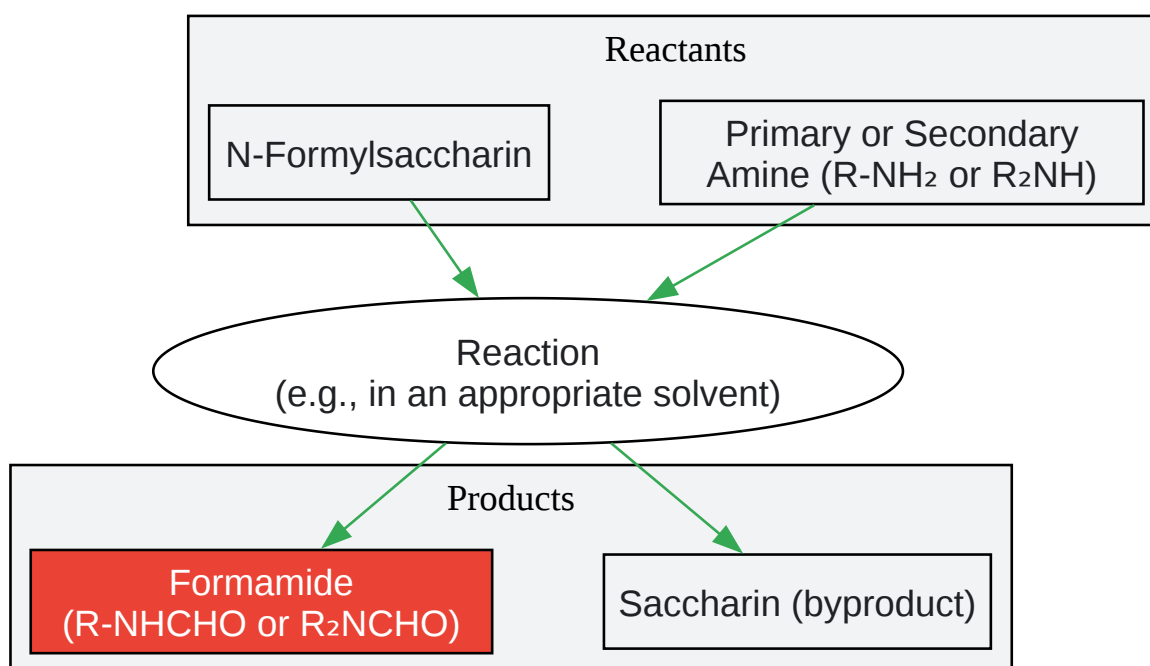 Reactants
N-Formylsaccharin
Primary or Secondary
Amine (R-NH₂ or R₂NH)
Reaction
(e.g., in an appropriate solvent)
Products
Formamide
(R-NHCHO or R₂NCHO)
Saccharin (byproduct)